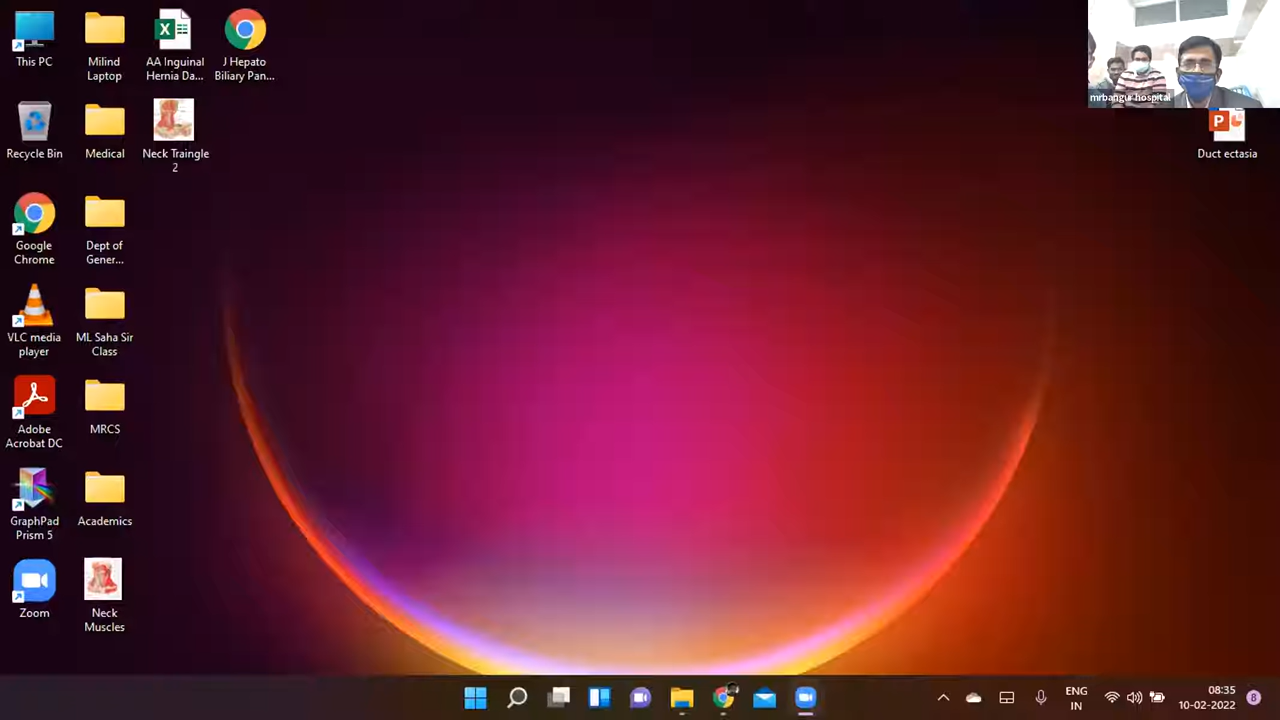 This PC
Milind
Laptop
AA Inguinal
Hernia Da...
J Hepato
Biliary Pan...
mrbangur hospital
Recycle Bin
Medical
Neck Traingle
2
P
Duct ectasia
Google
Chrome
Dept of
Gener...
VLC media
player
ML Saha Sir
Class
Adobe
Acrobat DC
MRCS
GraphPad
Prism 5
Academics
Zoom
Neck
Muscles
ENG
IN
08:35
10-02-2022
8